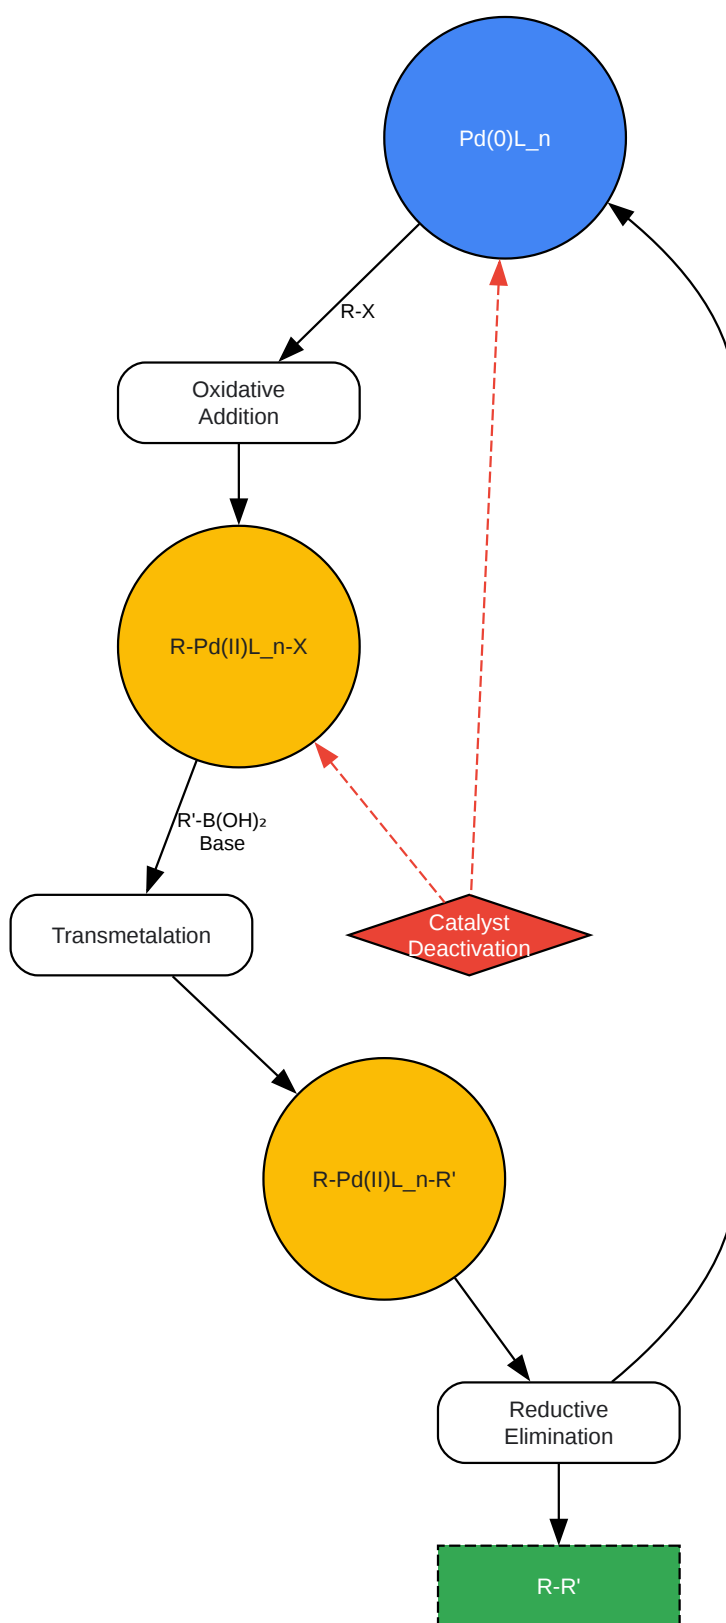 Pd(0)L_n
R-X
Oxidative
Addition
R-Pd(II)L_n-X
R'-B(OH)₂
Base
Transmetalation
Catalyst
Deactivation
R-Pd(II)L_n-R'
Reductive
Elimination
R-R'